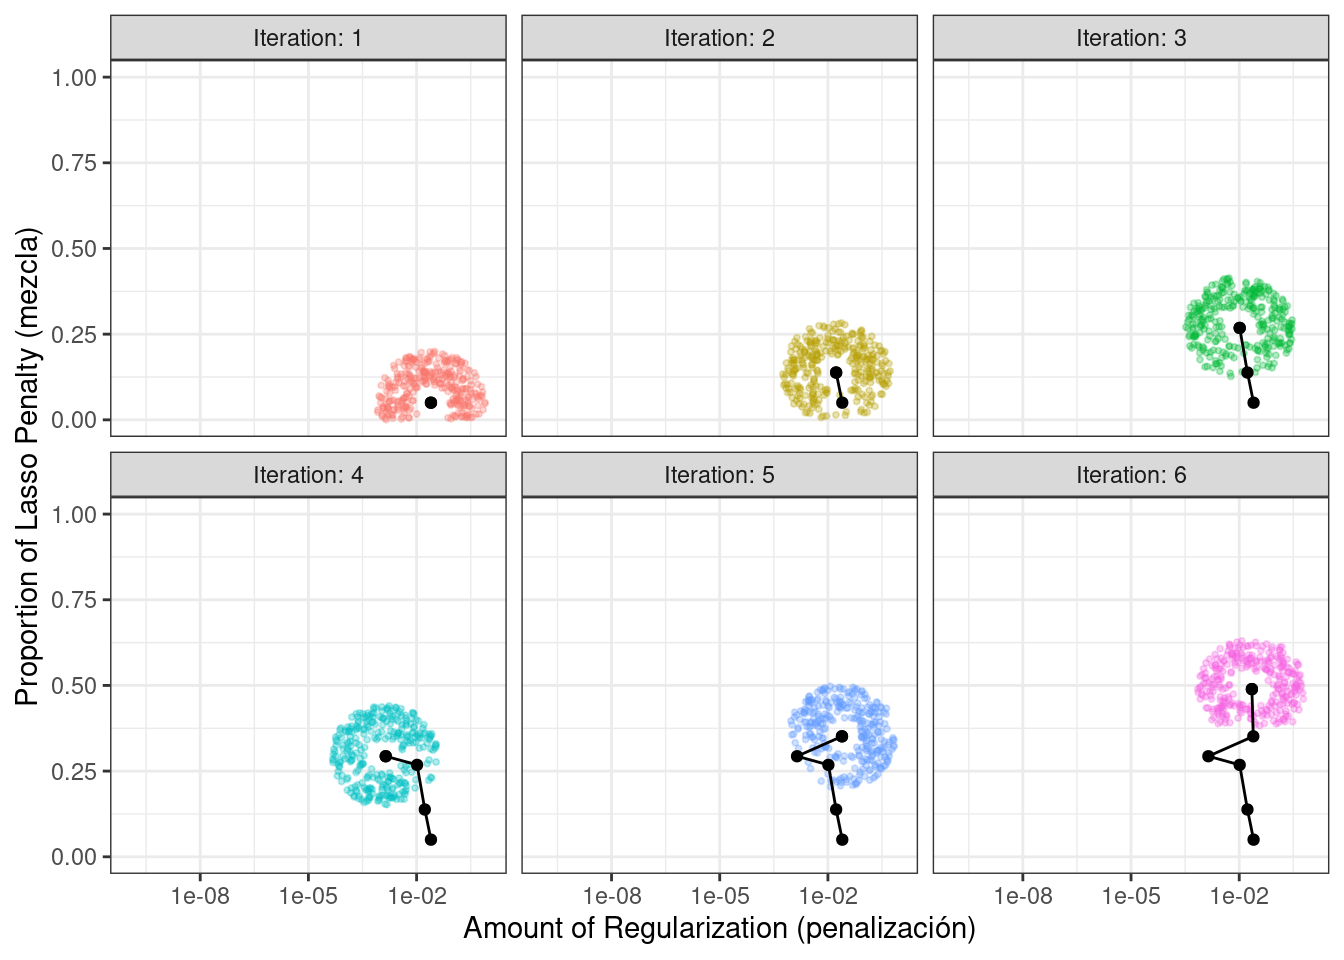 Iteration: 1
Iteration: 2
Iteration: 3
1.00
0.75
0.50
0.25
0.00
Iteration: 4
Iteration: 5
Iteration: 6
1.00
0.75
0.50
0.25
0.00
1e-08
1e-05
1e-02
1e-08
1e-05
1e-02
1e-08
1e-05
1e-02
Amount of Regularization (penalización)
Proportion of Lasso Penalty (mezcla)